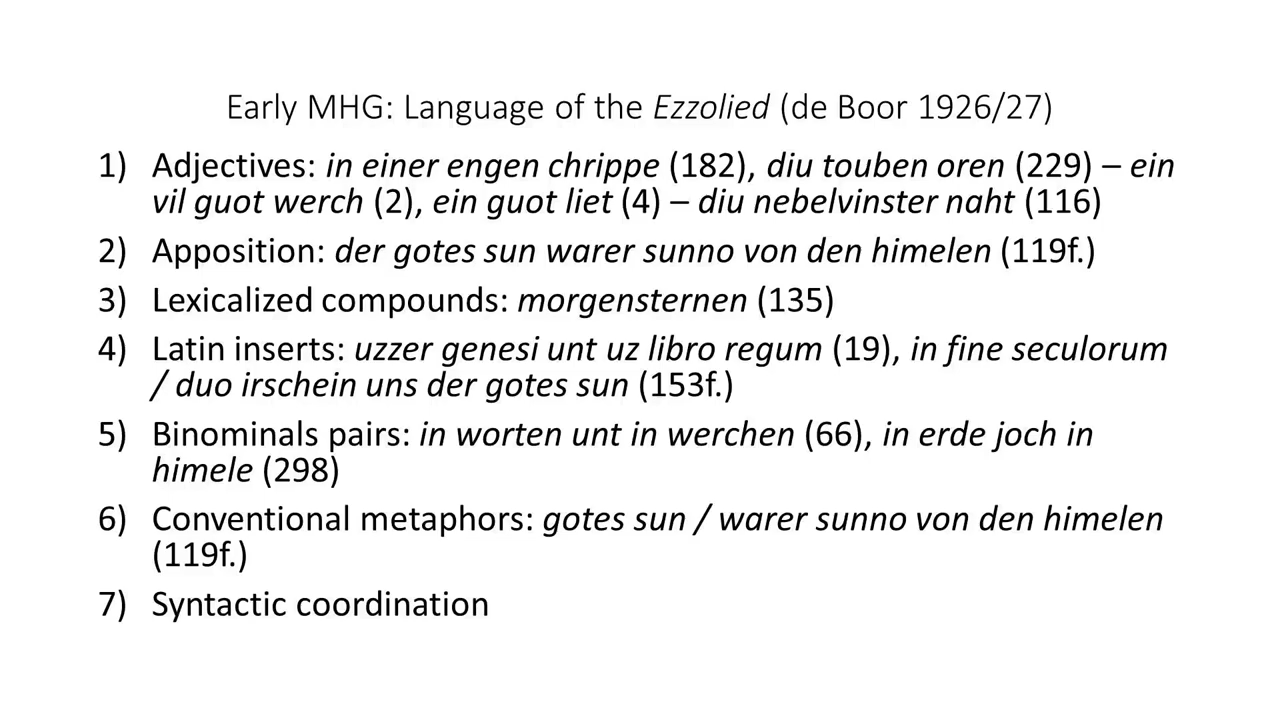 Early MHG: Language of the Ezzolied (de Boor 1926/27)
1) Adjectives: in einer engen chrippe (182), diu touben oren (229) – ein
vil guot werch (2), ein guot liet (4) – diu nebelvinster naht (116)
2) Apposition: der gotes sun warer sunno von den himelen (119f.)
3) Lexicalized compounds: morgensternen (135)
4) Latin inserts: uzzer genesi unt uz libro regum (19), in fine seculorum
/ duo irschein uns der gotes sun (153f.)
5) Binominals pairs: in worten unt in werchen (66), in erde joch in
himele (298)
6) Conventional metaphors: gotes sun / warer sunno von den himelen
(119f.)
7) Syntactic coordination